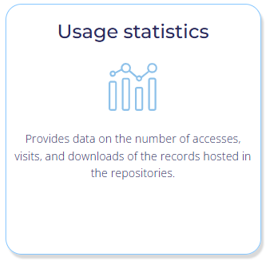 Usage statistics
Provides data on the number of accesses,
visits, and downloads of the records hosted in
the repositories.